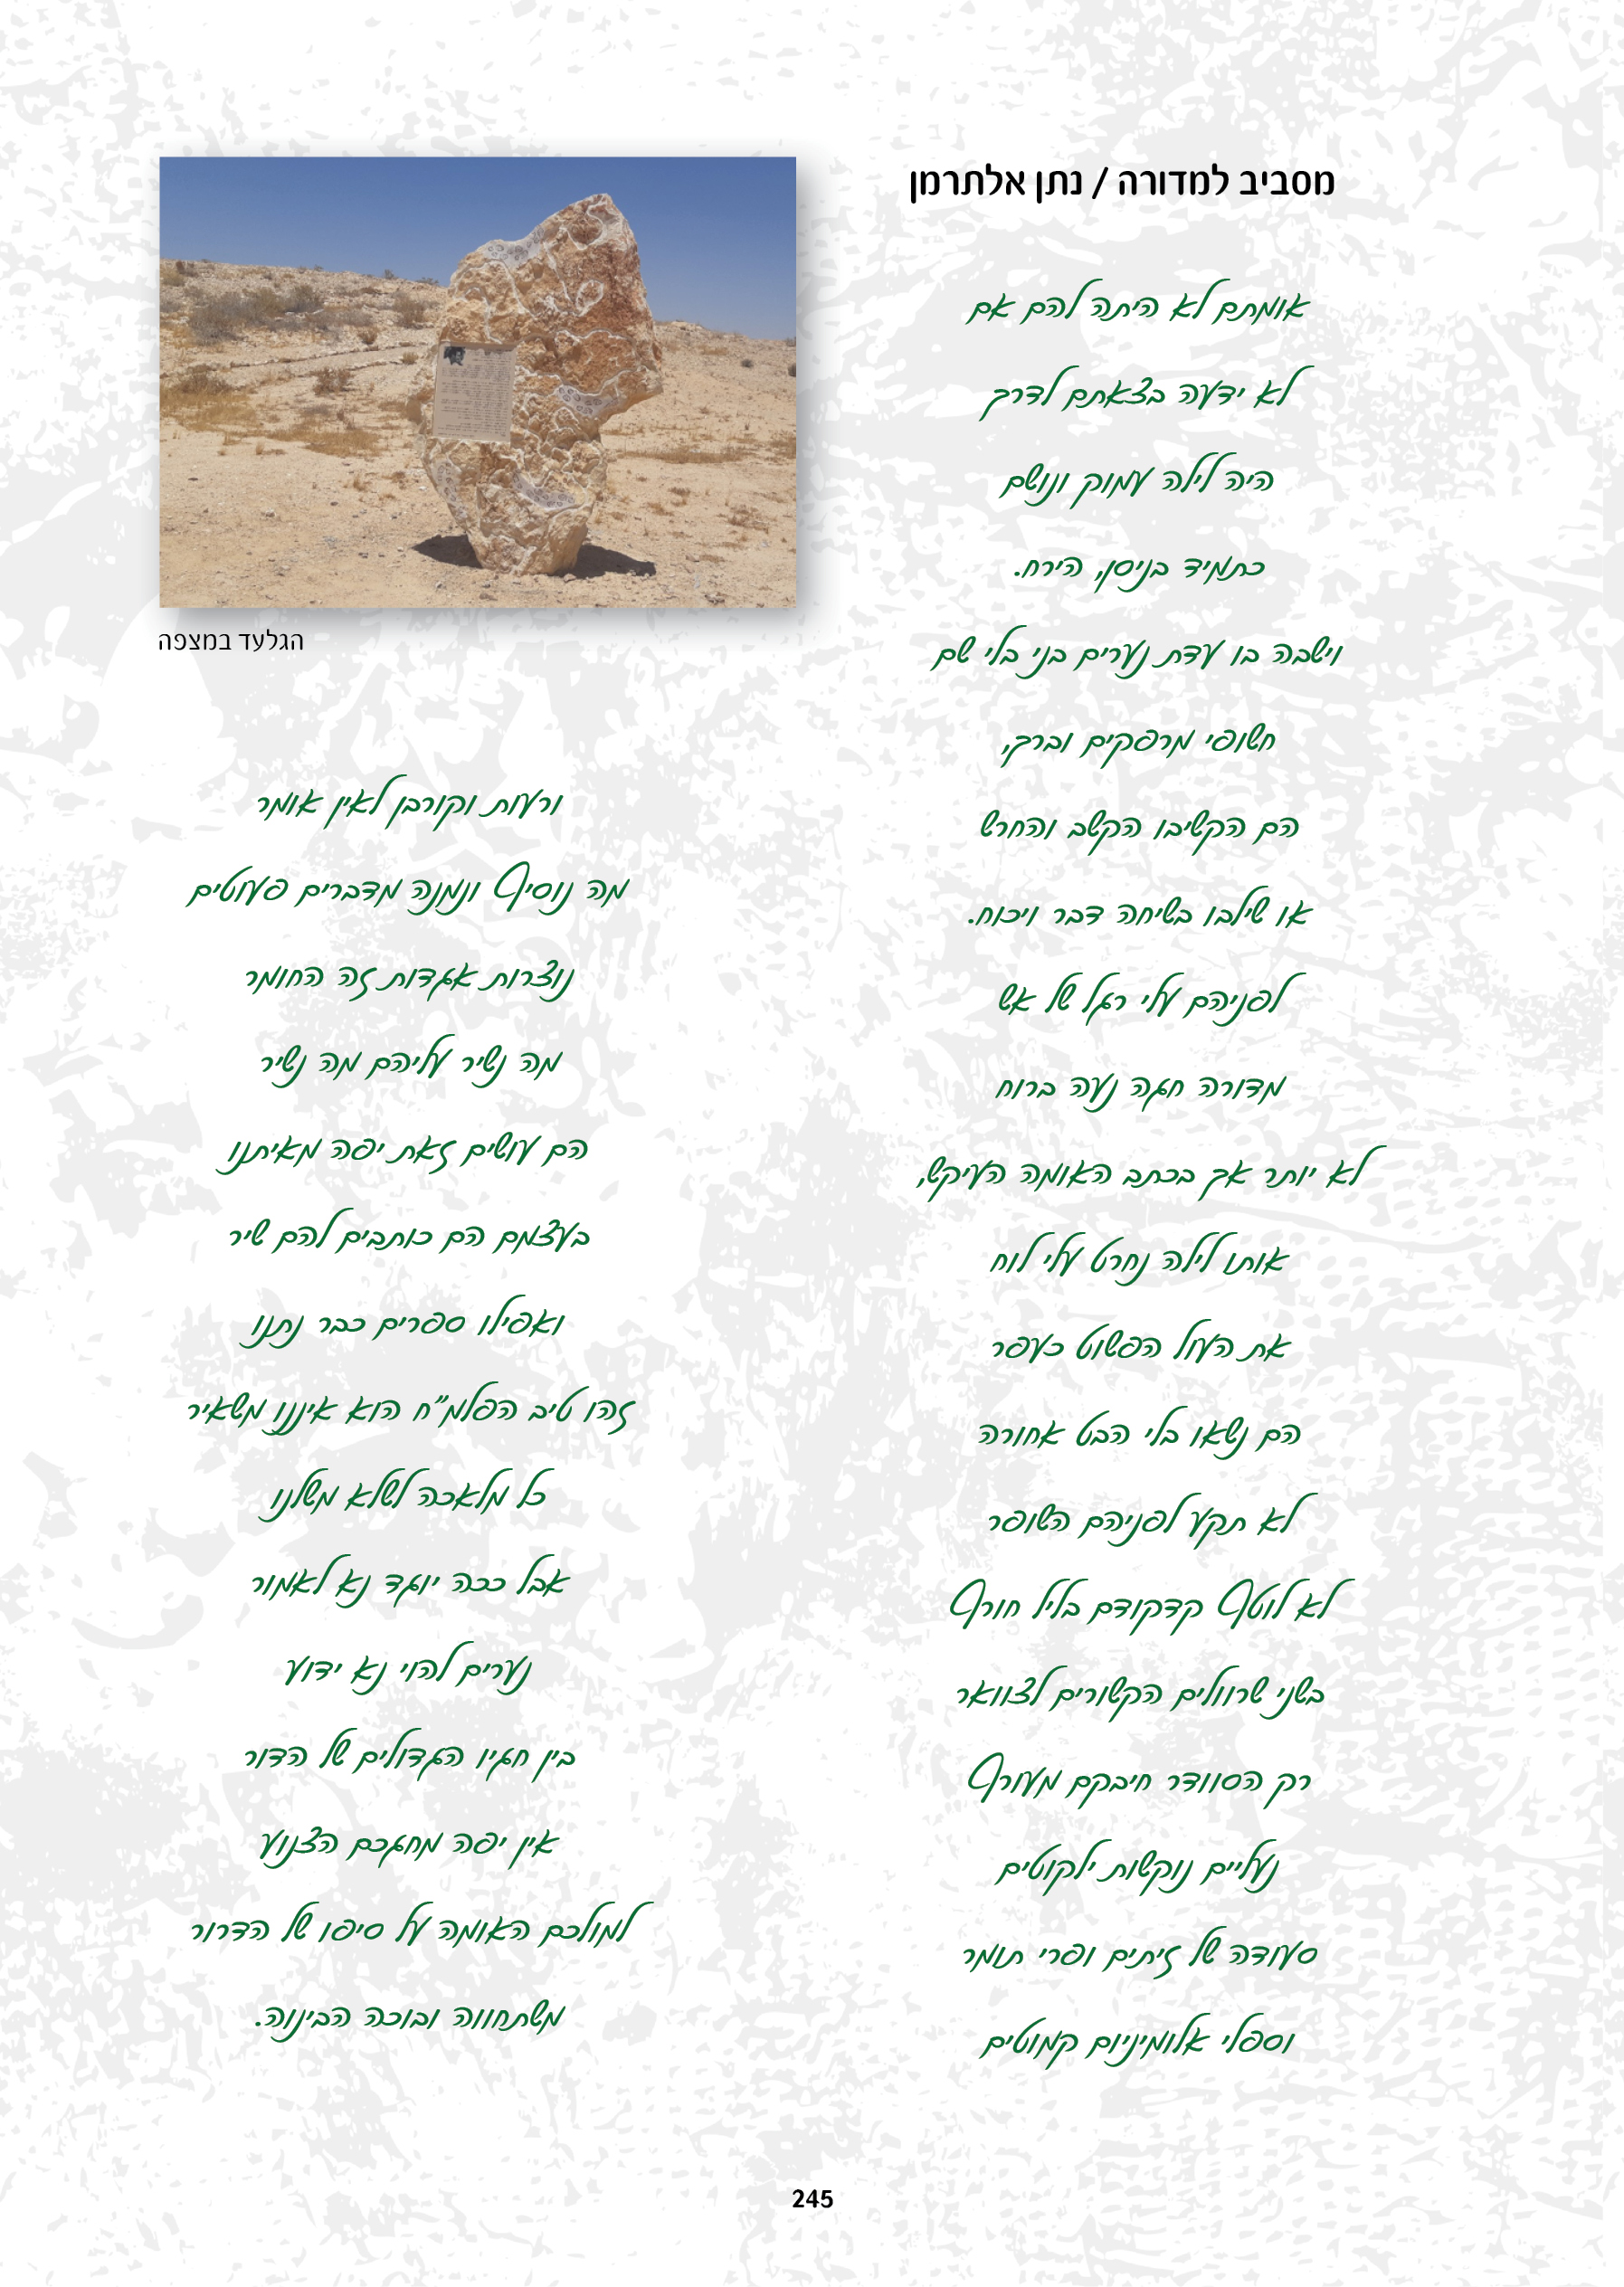 מסביב למדורה / נתן אלתרמן
אומתם לא היתה להם אם
לא ידעה בצאתם לדרך
היה לילה עמוק ונושם
כתמיד בניסן, הירח.
וישבה בו עדת נערים בני בלי שם
חשופי מרפקים וברך,
הם הקשיבו הקשב והחרש
או שילבו בשיחה דבר ויכוח.
לפניהם עלי רגל של אש
מדורה חגה נעה ברוח
לא יותר אך בכתב האומה העיקש,
אותו לילה נחרט עלי לוח
את העול הפשוט כעפר
הם נשאו בלי הבט אחורה
לא תקע לפניהם השופר
לא לוטף קדקודם בליל חורף
בשני שרוולים הקשורים לצוואר
רק הסוודר חיבקם מעורף
נעליים נוקשות ילקוטים
סעודה של זיתים ופרי תומר
וספלי אלומיניום קמוטים
הגלעד במצפה
ורעות וקורבן לאין אומר
מה נוסיף ונמנה מדברים פעוטים
נוצרות אגדות זה החומר
מה נשיר עליהם מה נשיר
הם עושים זאת יפה מאיתנו
בעצמם הם כותבים להם שיר
ואפילו ספרים כבר נתנו
זהו טיב הפלמ"ח הוא איננו משאיר
כל מלאכה לשלא משלנו
אבל ככה יוגד נא לאמור
נערים להוי נא ידוע
בין חגיו הגדולים של הדור
אין יפה מחגכם הצנוע
למולכם האומה על סיפו של הדרור
משתחווה ובוכה הבינוה.
245